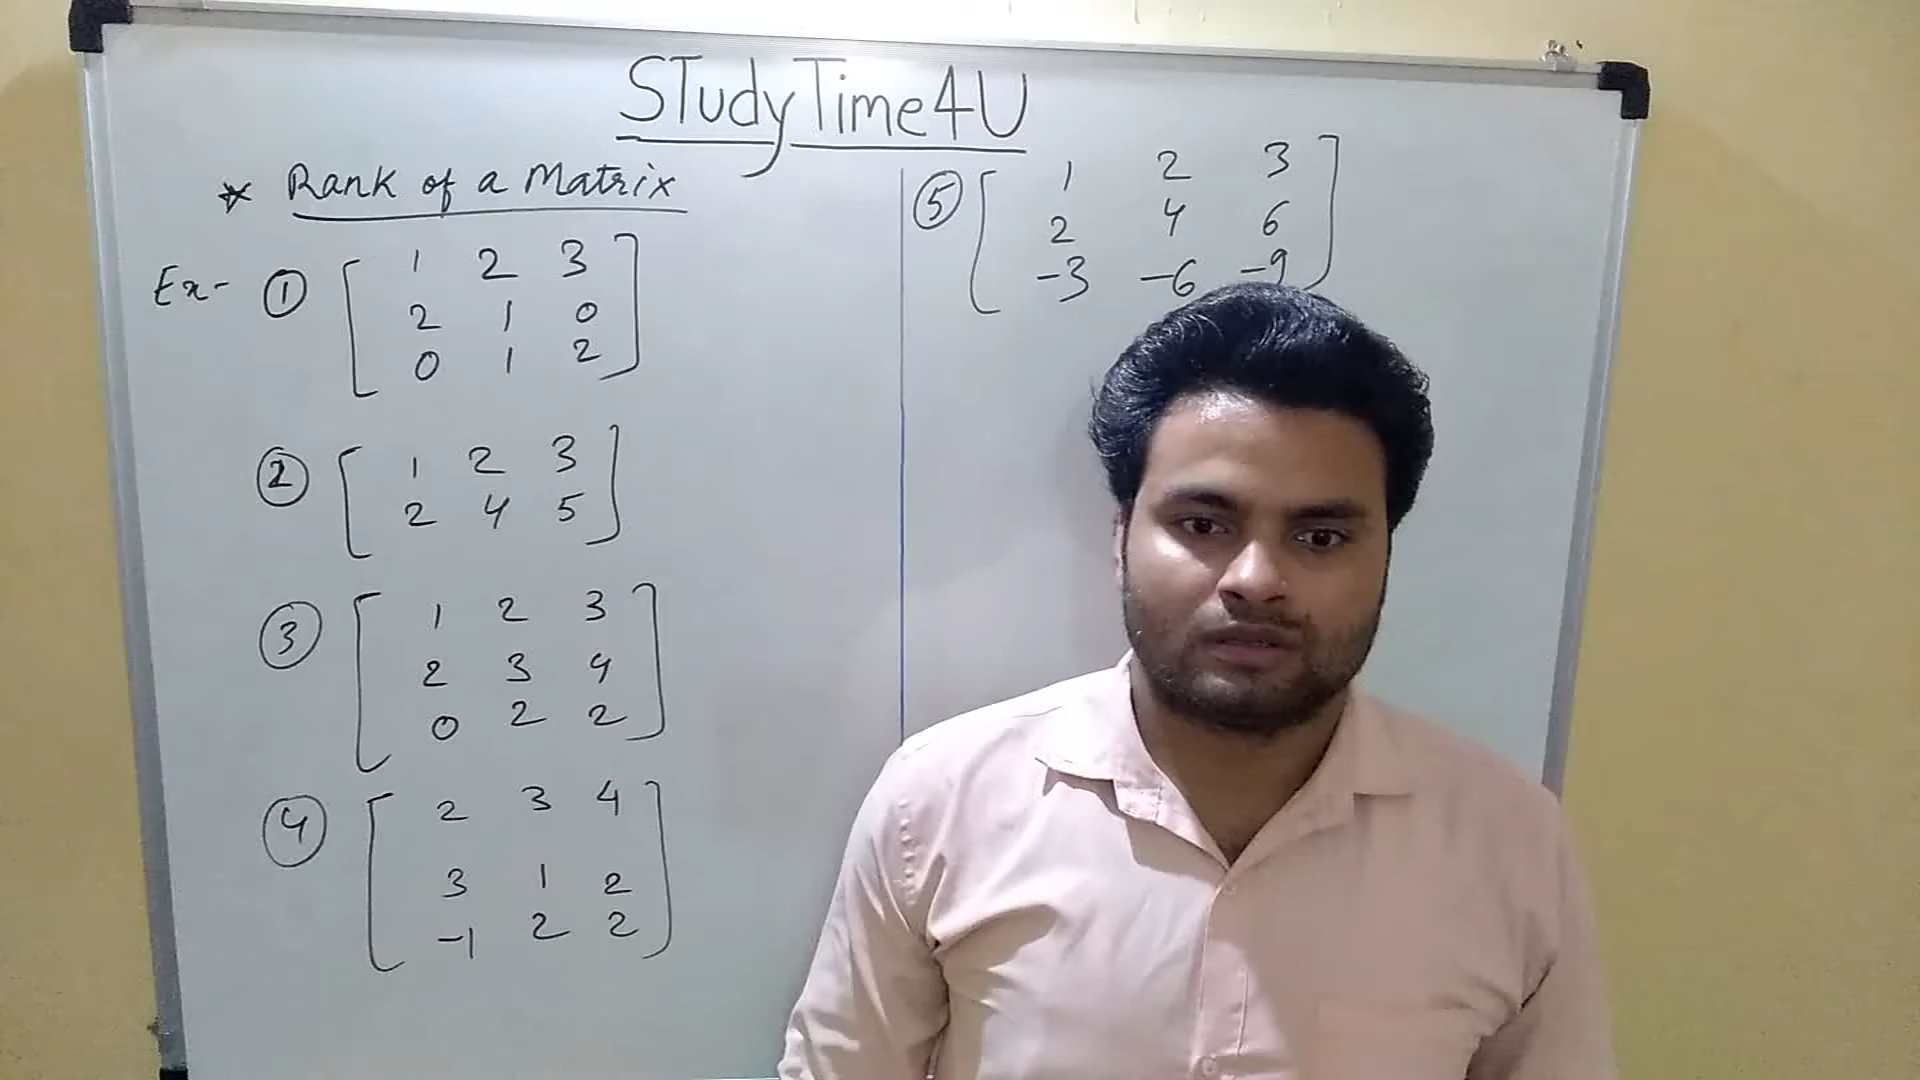 STudyTime4U
* Rank of a Matrix
Ex- ① [ 1 2 3
2 1 0
0 1 2 ]
② [ 1 2 3
2 4 5 ]
③ [ 1 2 3
2 3 4
0 2 2 ]
④ [ 2 3 4
3 1 2
-1 2 2 ]
⑤ [ 1 2 3
2 4 6
-3 -6 -9 ]